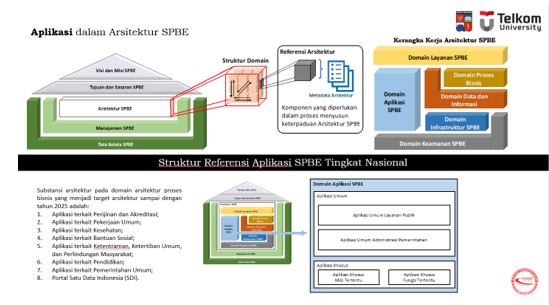 Aplikasi dalam Arsitektur SPBE
Telkom
University
Visi dan Misi SPBE
Tujuan dan Sasaran SPBE
Arsitektur SPBE
Manajemen SPBE
Tata Kelola SPBE
Struktur Domain
Referensi Arsitektur
Metadata Arsitektur
Komponen yang diperlukan
dalam proses menyusun
keterpaduan Arsitektur SPBE
Kerangka Kerja Arsitektur SPBE
Domain Layanan SPBE
Domain
Aplikasi
SPBE
Domain Proses
Bisnis
Domain Data dan
Informasi
Domain
Infrastruktur SPBE
Domain Keamanan SPBE
Struktur Referensi Aplikasi SPBE Tingkat Nasional
Substansi arsitektur pada domain arsitektur proses
bisnis yang menjadi target arsitektur sampai dengan
tahun 2025 adalah:
1. Aplikasi terkait Perijinan dan Akreditasi;
2. Aplikasi terkait Pekerjaan Umum;
3. Aplikasi terkait Kesehatan;
4. Aplikasi terkait Bantuan Sosial;
5. Aplikasi terkait Ketentraman, Ketertiban Umum,
dan Perlindungan Masyarakat;
6. Aplikasi terkait Pendidikan;
7. Aplikasi terkait Pemerintahan Umum;
8. Portal Satu Data Indonesia (SDI).
Domain Aplikasi SPBE
Aplikasi Umum
Aplikasi Umum Layanan Publik
Aplikasi Umum Administrasi Pemerintahan
Aplikasi Khusus
Aplikasi Khusus
Misi Tertentu
Aplikasi Khusus
Fungsi Tertentu